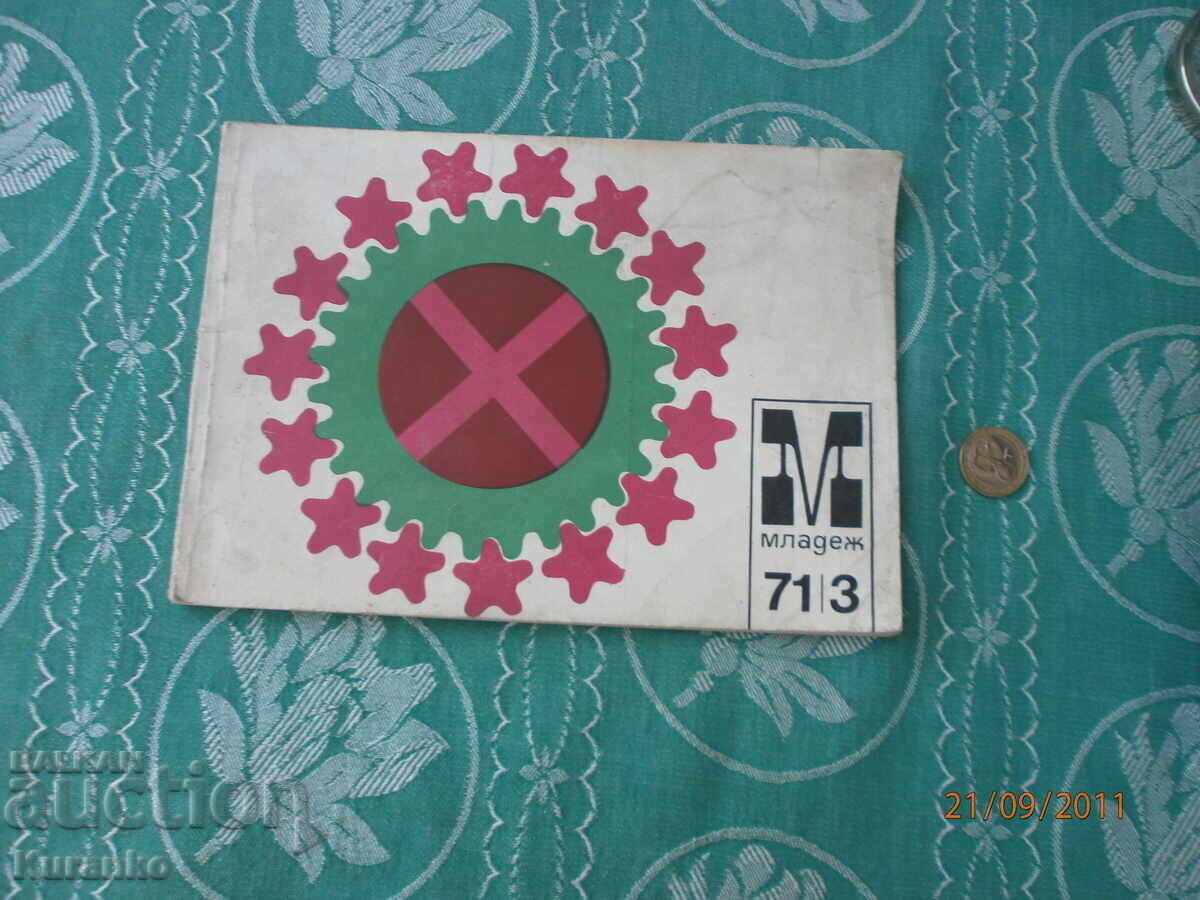 М
младеж
71|3
21/09/2011
BALKAN
auction
Kuranko